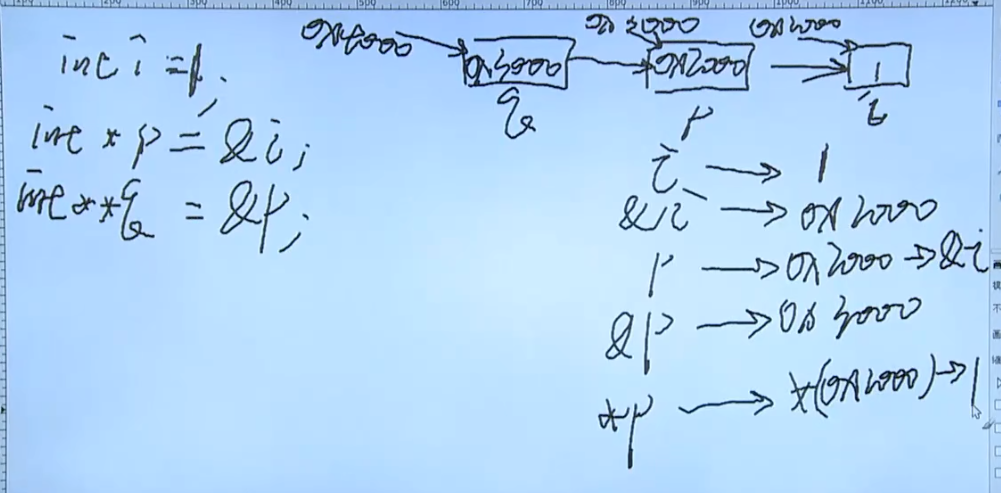 int i = 1;
int *p = &i;
int **q = &p;
0x4000
0x3000
q
0x3000
0x2000
p
0x2000
1
i
i → 1
&i → 0x2000
p → 0x2000 → &i
&p → 0x3000
*p → *(0x2000) → 1